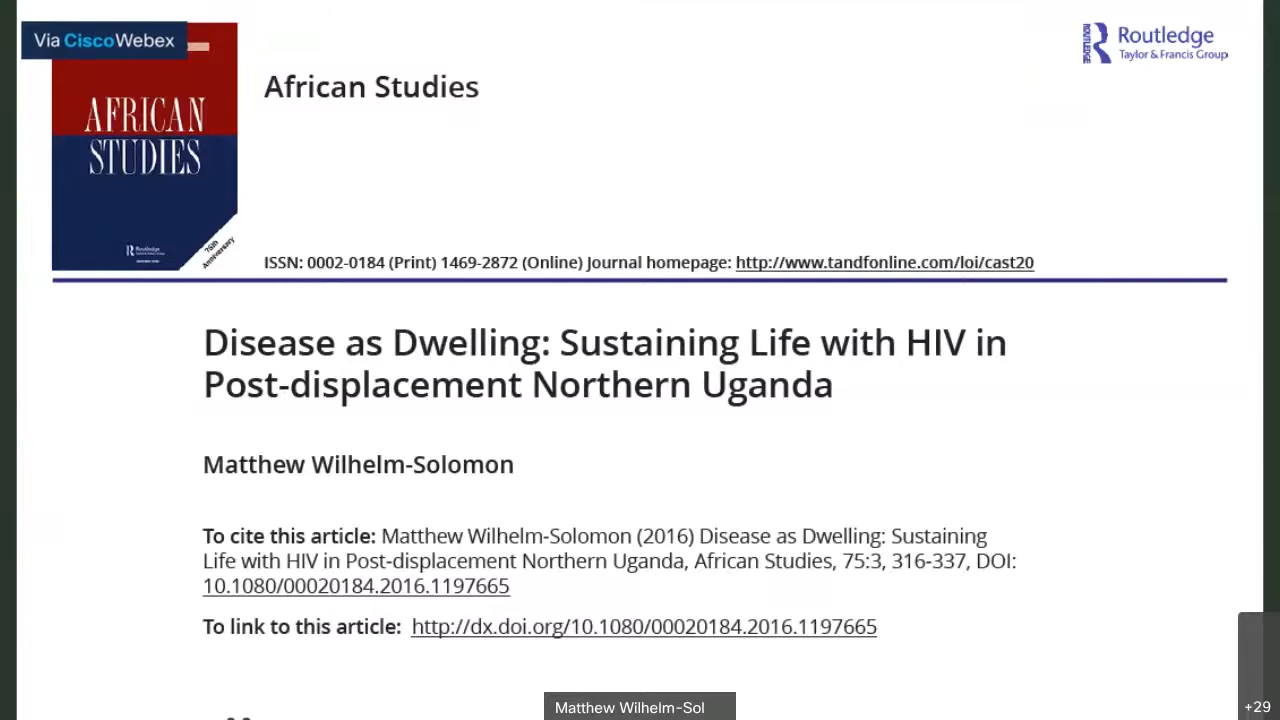 Via CiscoWebex
AFRICAN
STUDIES
Routledge
75th
Anniversary
African Studies
ROUTLEDGE
Routledge
Taylor & Francis Group
ISSN: 0002-0184 (Print) 1469-2872 (Online) Journal homepage: http://www.tandfonline.com/loi/cast20
Disease as Dwelling: Sustaining Life with HIV in
Post-displacement Northern Uganda
Matthew Wilhelm-Solomon
To cite this article: Matthew Wilhelm-Solomon (2016) Disease as Dwelling: Sustaining
Life with HIV in Post-displacement Northern Uganda, African Studies, 75:3, 316-337, DOI:
10.1080/00020184.2016.1197665
To link to this article: http://dx.doi.org/10.1080/00020184.2016.1197665
Matthew Wilhelm-Sol
+29